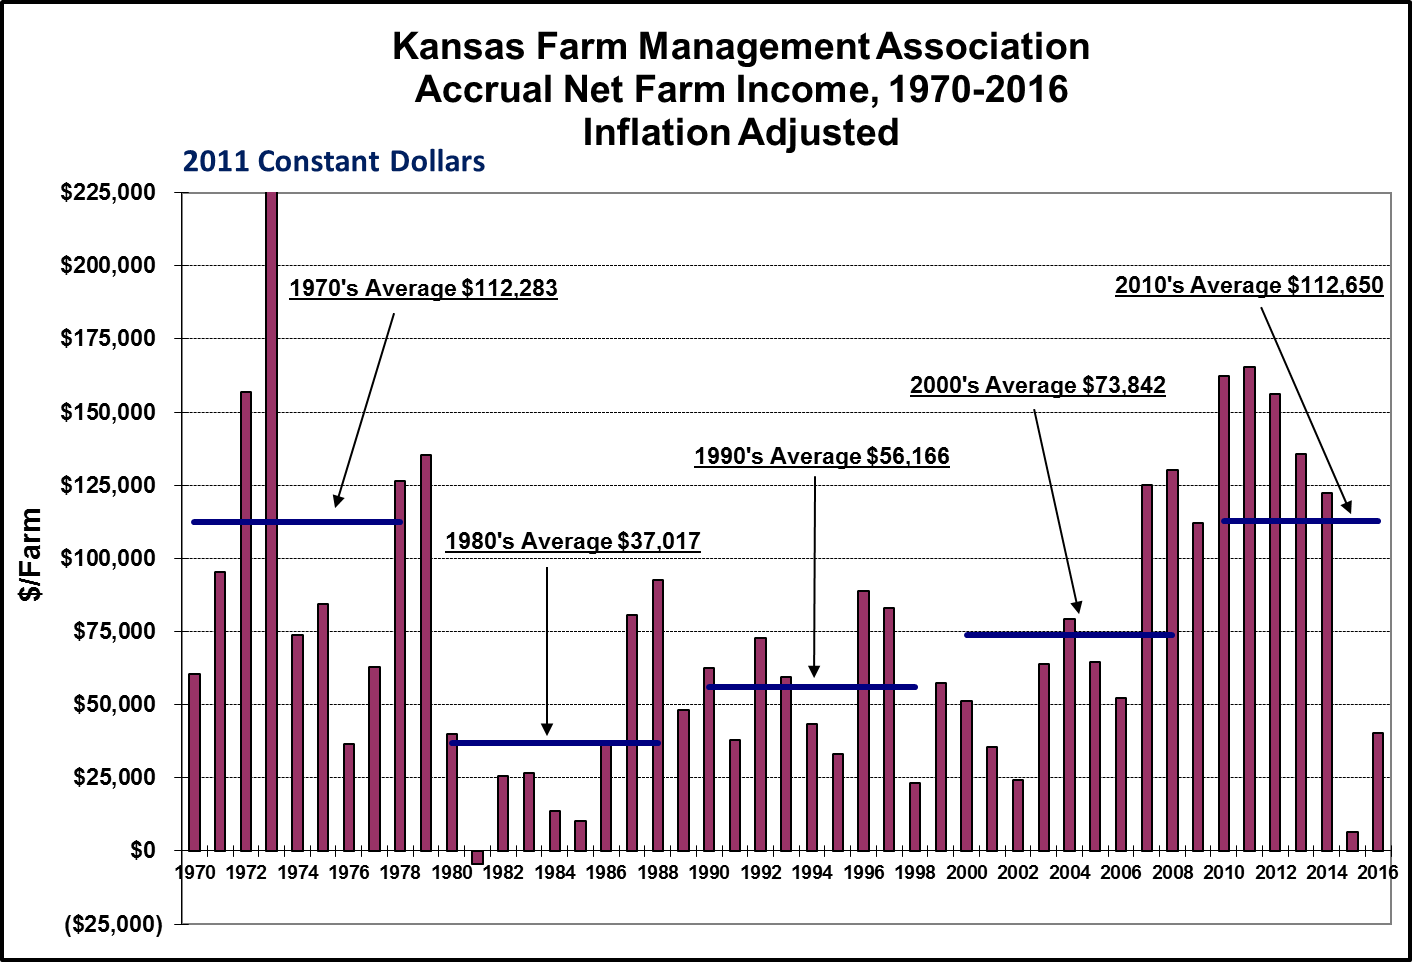 Kansas Farm Management Association
Accrual Net Farm Income, 1970-2016
Inflation Adjusted
2011 Constant Dollars
$225,000
$200,000
$175,000
$150,000
$125,000
$100,000
$75,000
$50,000
$25,000
$0
($25,000)
$/Farm
1970's Average $112,283
1980's Average $37,017
1990's Average $56,166
2000's Average $73,842
2010's Average $112,650
1970 1972 1974 1976 1978 1980 1982 1984 1986 1988 1990 1992 1994 1996 1998 2000 2002 2004 2006 2008 2010 2012 2014 2016